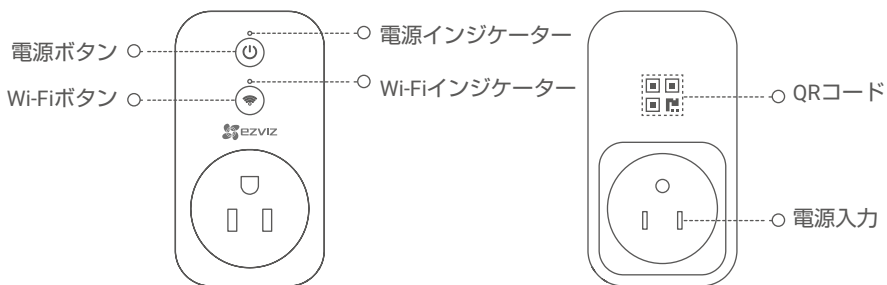 電源ボタン
電源インジケーター
Wi-Fiボタン
Wi-Fiインジケーター
ezviz
QRコード
電源入力